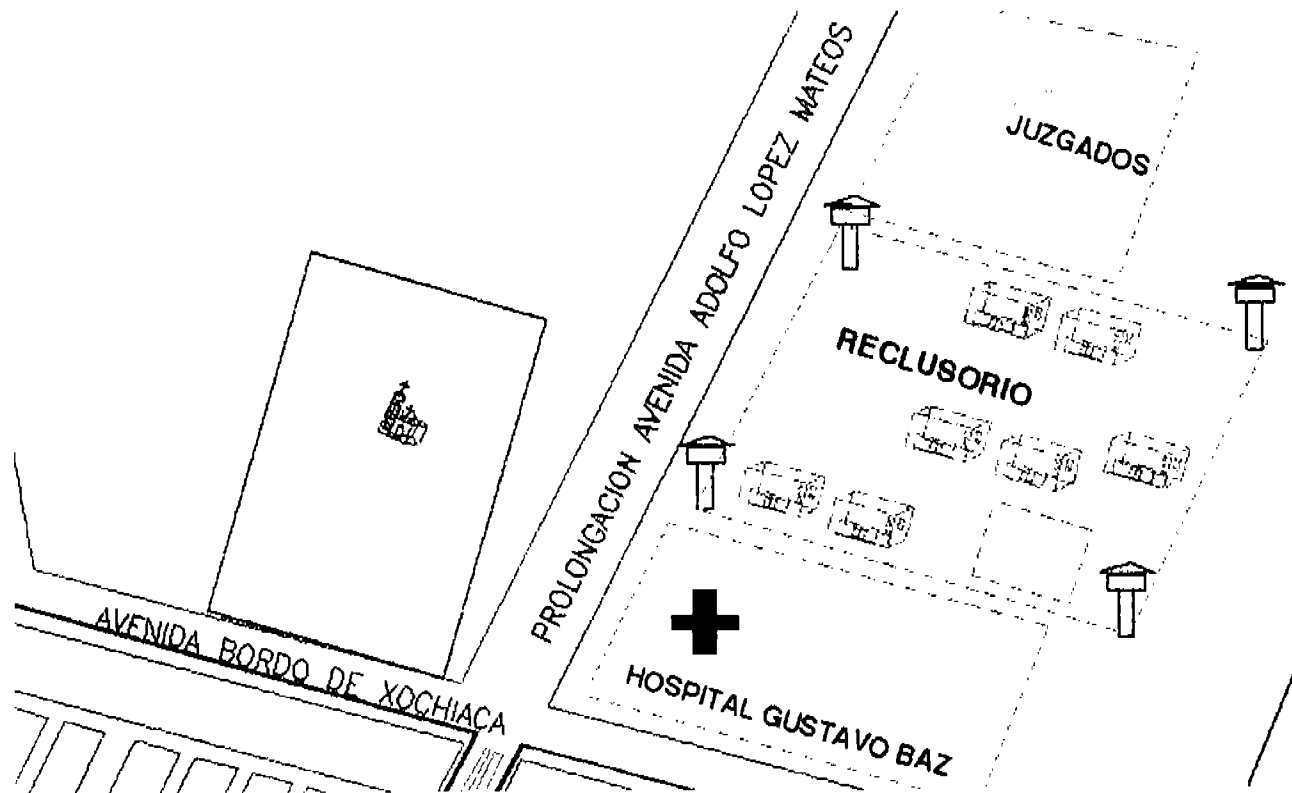 JUZGADOS
PROLONGACION AVENIDA ADOLFO LOPEZ MATEOS
RECLUSORIO
AVENIDA BORDO DE XOCHIACA
HOSPITAL GUSTAVO BAZ